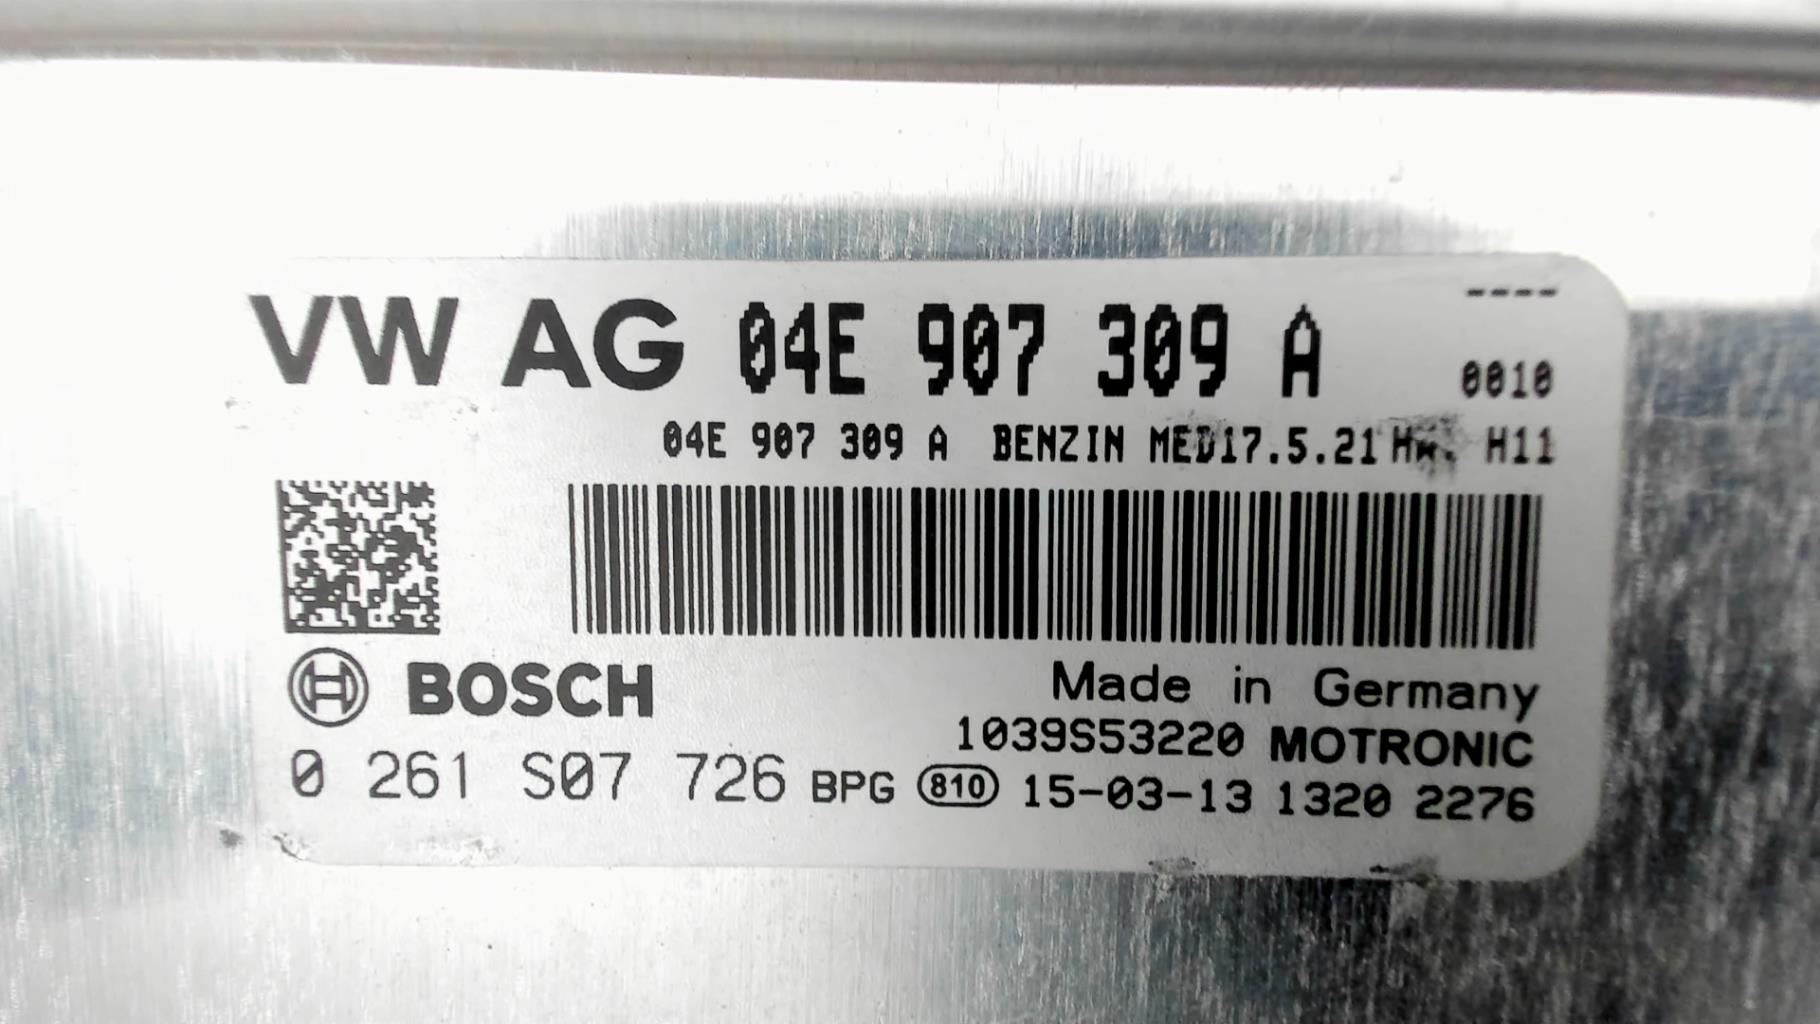 VW AG 04E 907 309 A ----
0010
04E 907 309 A BENZIN MED17.5.21 HW. H11
BOSCH
Made in Germany
1039S53220 MOTRONIC
0 261 S07 726 BPG 810 15-03-13 1320 2276